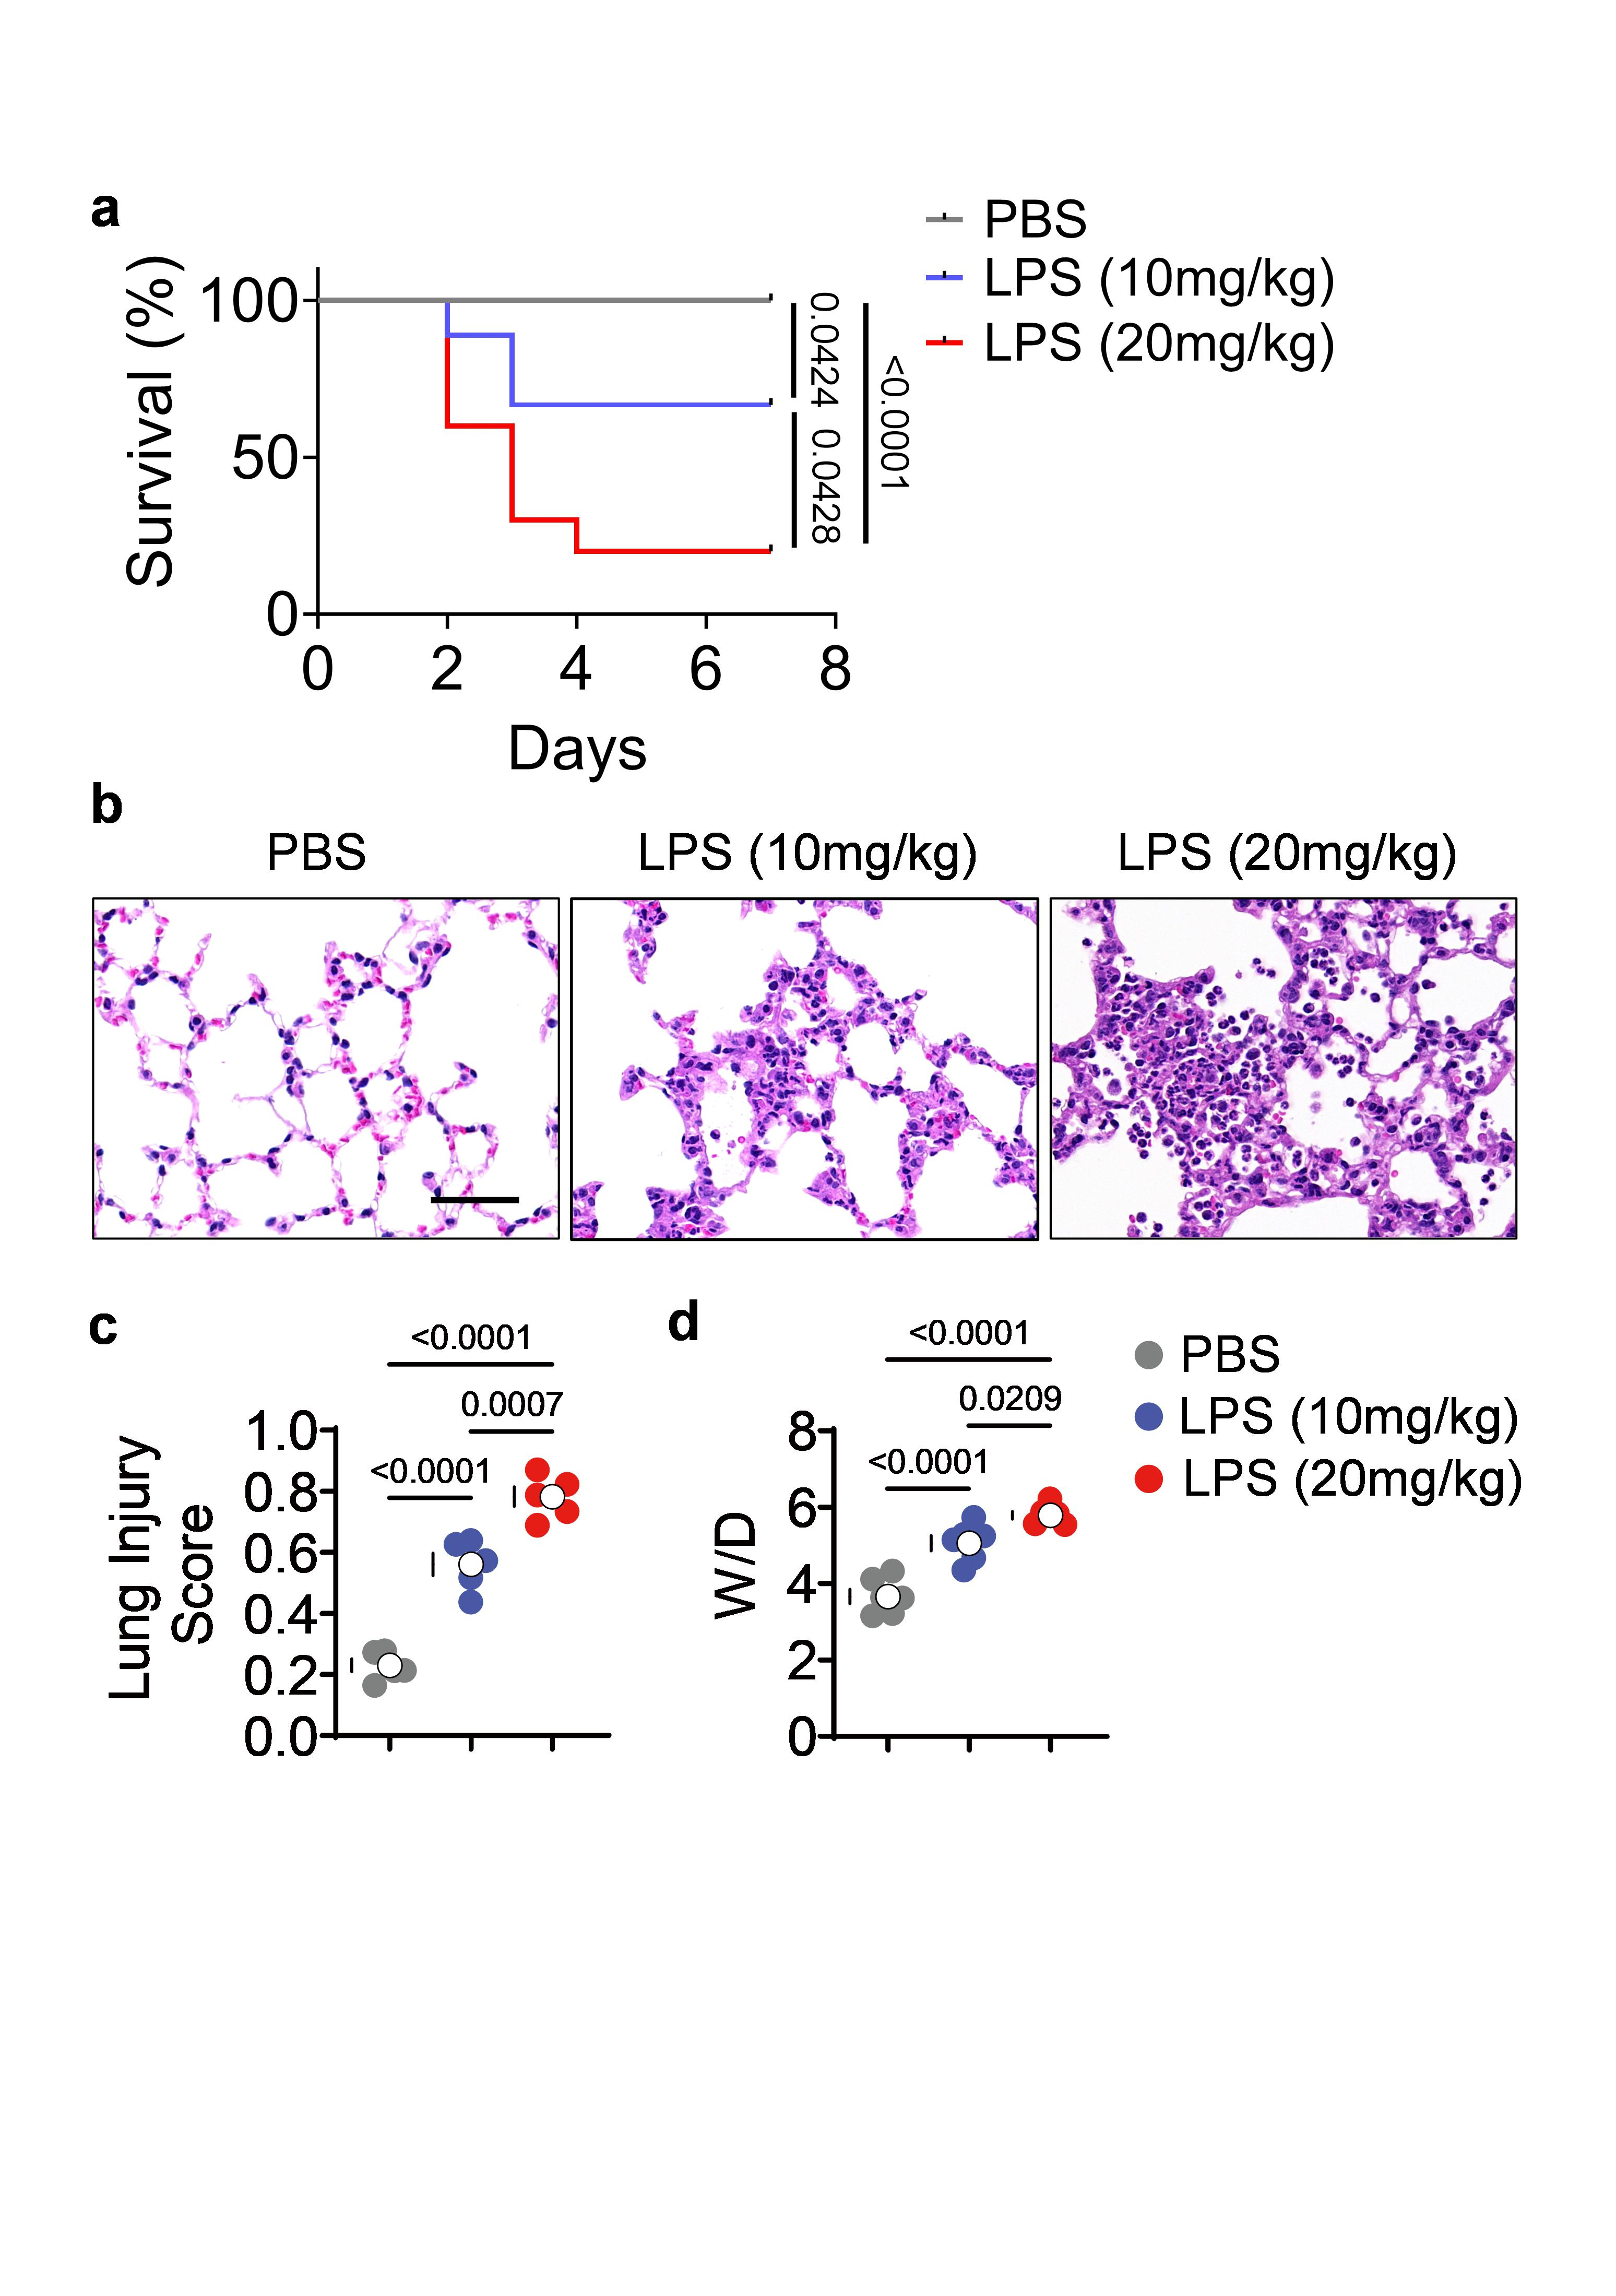 a
PBS
LPS (10mg/kg)
LPS (20mg/kg)
Survival (%)
100
50
0
0 2 4 6 8
Days
0.0424
0.0428
<0.0001
b
PBS
LPS (10mg/kg)
LPS (20mg/kg)
c
<0.0001
0.0007
<0.0001
Lung Injury
Score
1.0
0.8
0.6
0.4
0.2
0.0
d
<0.0001
0.0209
<0.0001
W/D
8
6
4
2
0
PBS
LPS (10mg/kg)
LPS (20mg/kg)